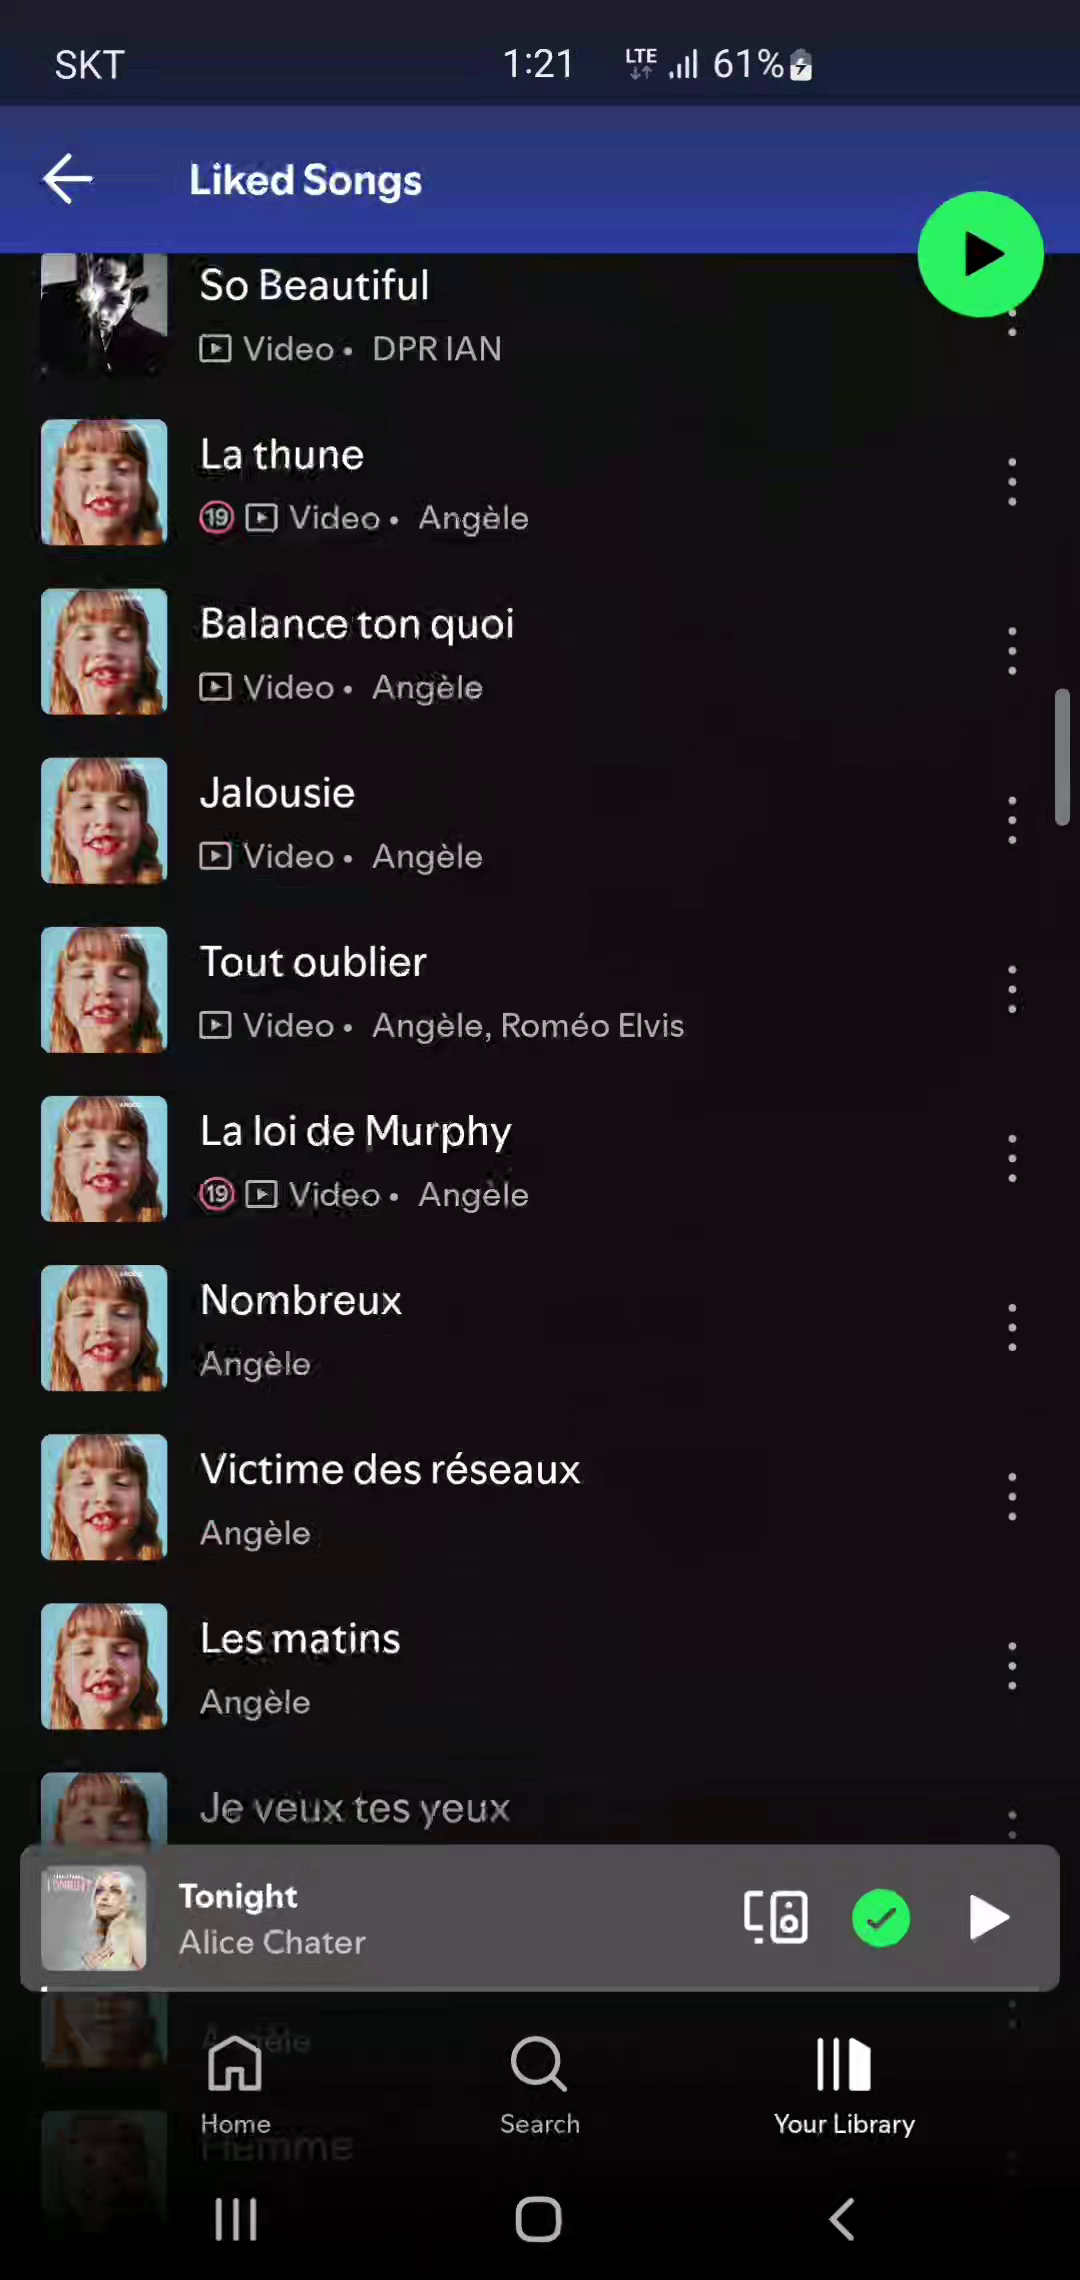 SKT 1:21 LTE 61%
Liked Songs
So Beautiful
Video • DPR IAN
La thune
19 Video • Angèle
Balance ton quoi
Video • Angèle
Jalousie
Video • Angèle
Tout oublier
Video • Angèle, Roméo Elvis
La loi de Murphy
19 Video • Angèle
Nombreux
Angèle
Victime des réseaux
Angèle
Les matins
Angèle
Je veux tes yeux
Tonight
Alice Chater
Angèle
Home Search Your Library
Flemme